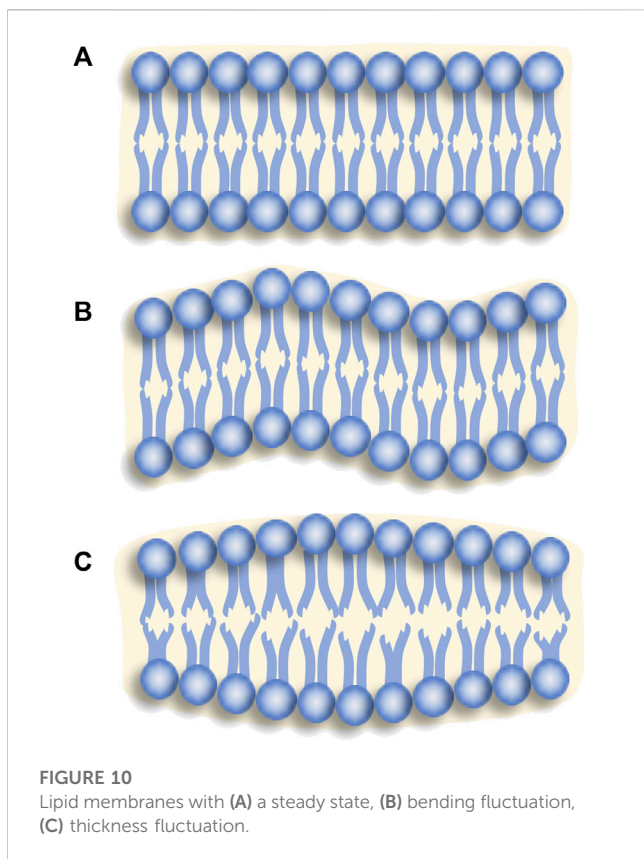 A
B
C
FIGURE 10
Lipid membranes with (A) a steady state, (B) bending fluctuation,
(C) thickness fluctuation.